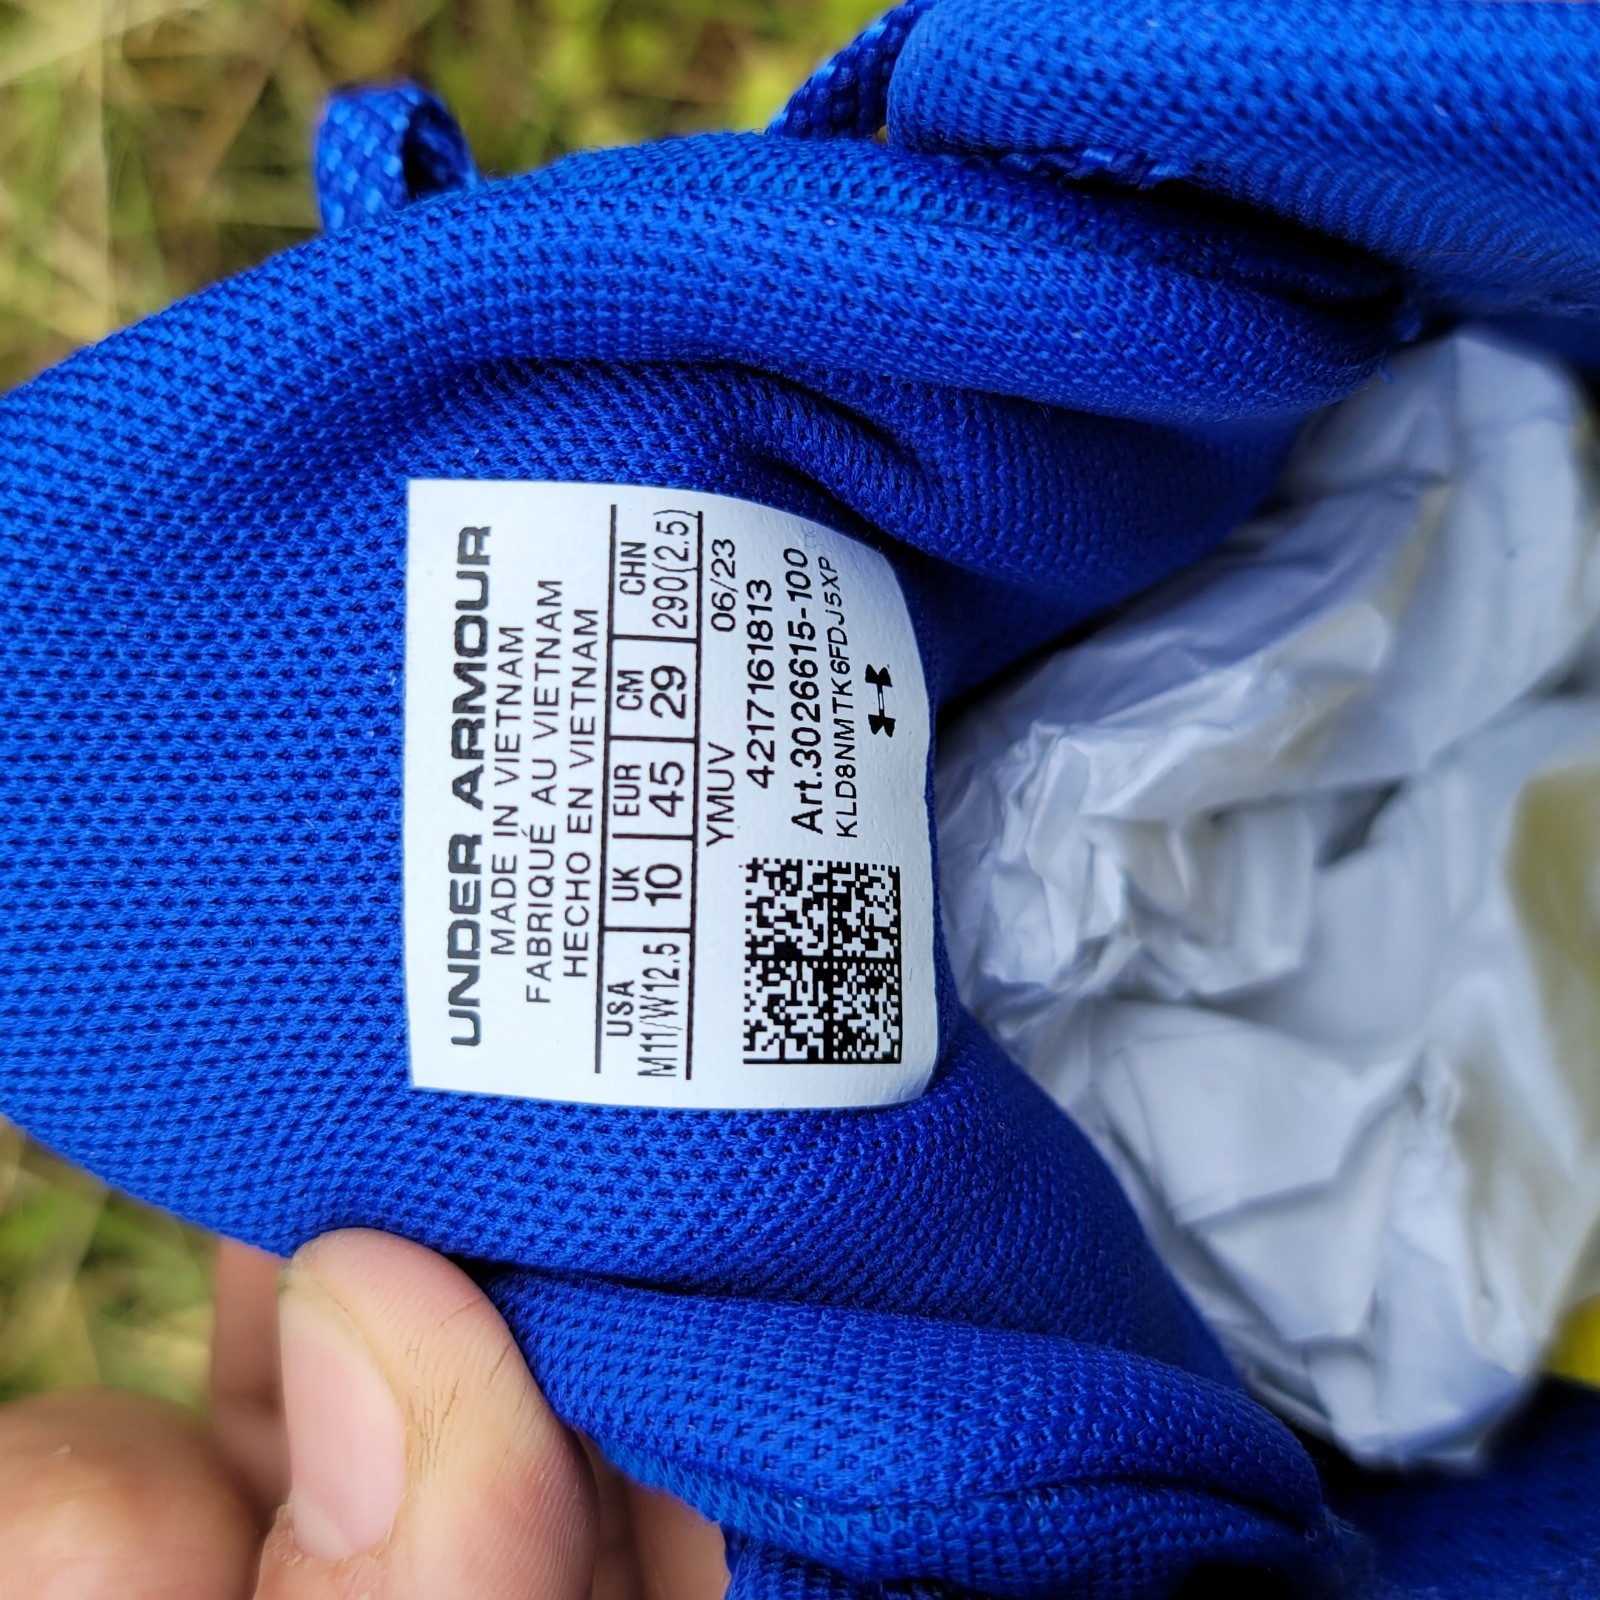 UNDER ARMOUR
MADE IN VIETNAM
FABRIQUÉ AU VIETNAM
HECHO EN VIETNAM
USA UK EUR CM CHN
M11/W12.5 10 45 29 290(2.5)
YMUV 06/23
4217161813
Art.3026615-100
KLD8NMTK6FDJ5XP